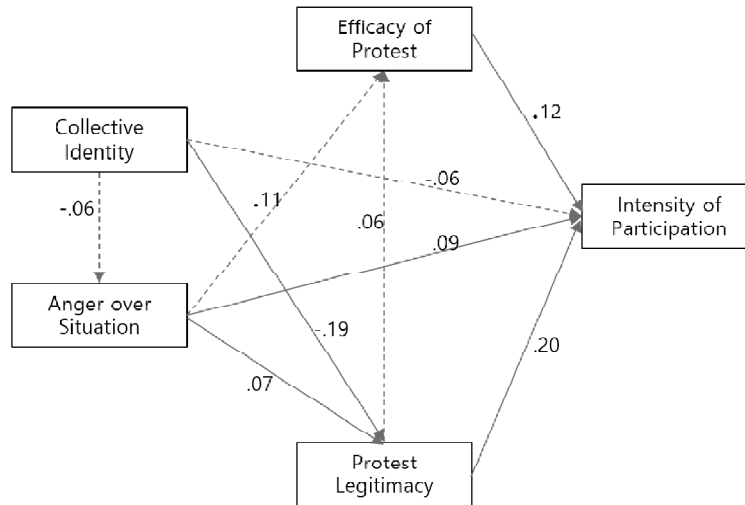 Efficacy of
Protest
.12
Collective
Identity
-.06
-.06
.11
.06
Intensity of
Participation
.09
Anger over
Situation
-.19
.20
.07
Protest
Legitimacy